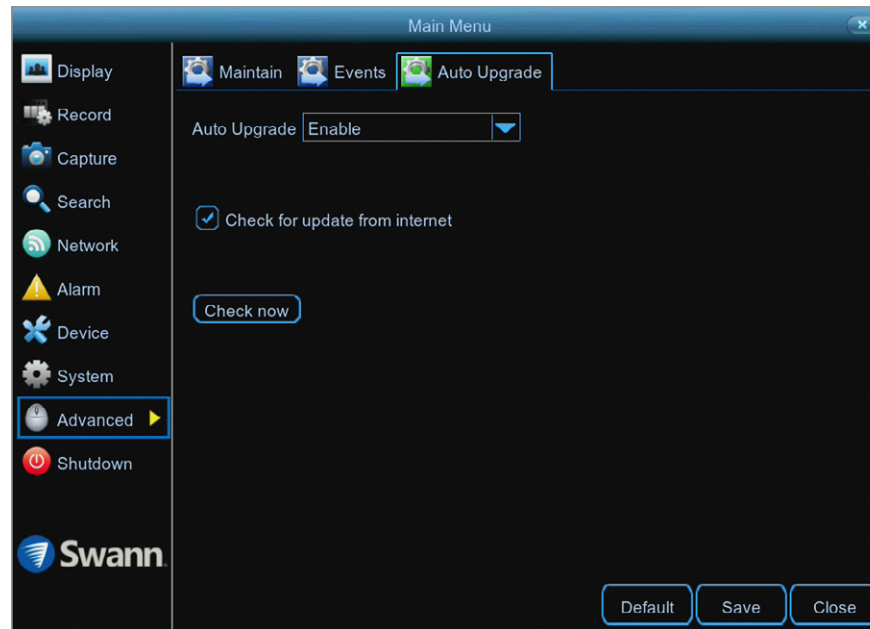 Main Menu
Display
Record
Capture
Search
Network
Alarm
Device
System
Advanced
Shutdown
Swann
Maintain Events Auto Upgrade
Auto Upgrade Enable
Check for update from internet
Check now
Default Save Close